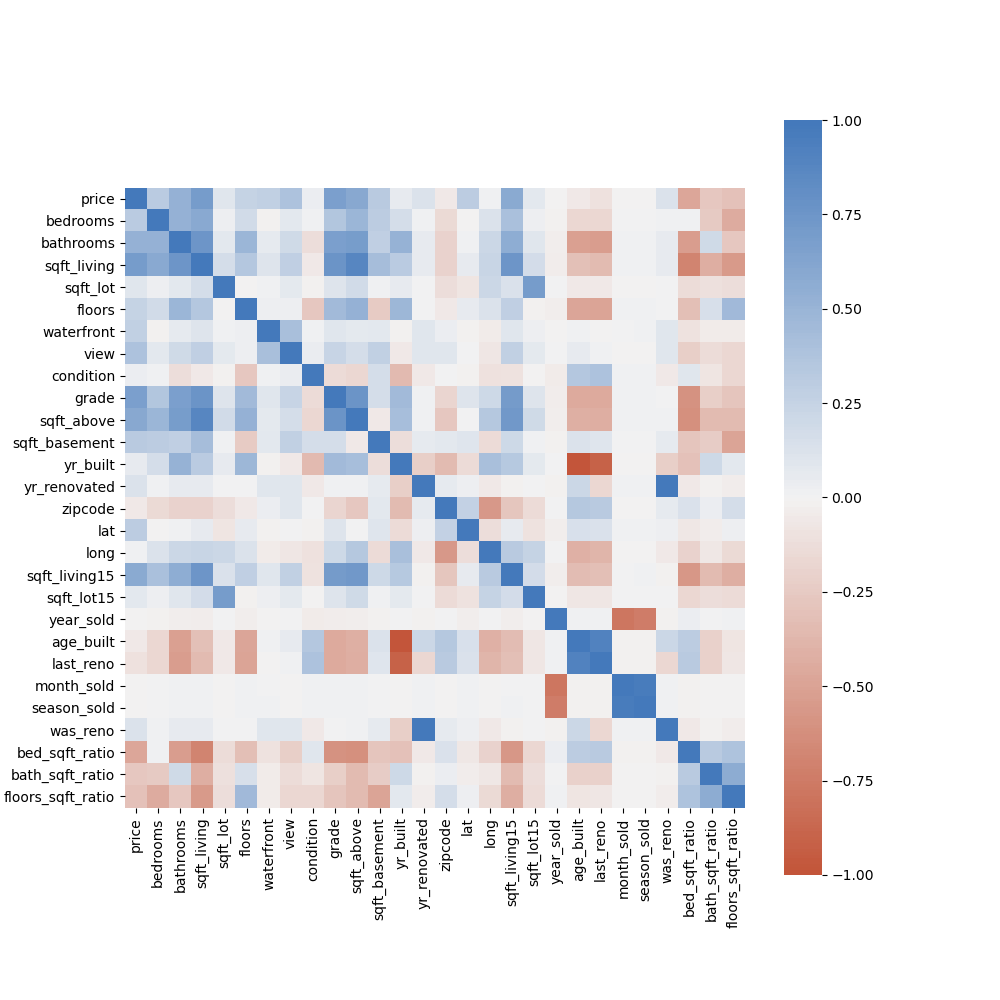 price
bedrooms
bathrooms
sqft_living
sqft_lot
floors
waterfront
view
condition
grade
sqft_above
sqft_basement
yr_built
yr_renovated
zipcode
lat
long
sqft_living15
sqft_lot15
year_sold
age_built
last_reno
month_sold
season_sold
was_reno
bed_sqft_ratio
bath_sqft_ratio
floors_sqft_ratio
price
bedrooms
bathrooms
sqft_living
sqft_lot
floors
waterfront
view
condition
grade
sqft_above
sqft_basement
yr_built
yr_renovated
zipcode
lat
long
sqft_living15
sqft_lot15
year_sold
age_built
last_reno
month_sold
season_sold
was_reno
bed_sqft_ratio
bath_sqft_ratio
floors_sqft_ratio
1.00
0.75
0.50
0.25
0.00
−0.25
−0.50
−0.75
−1.00